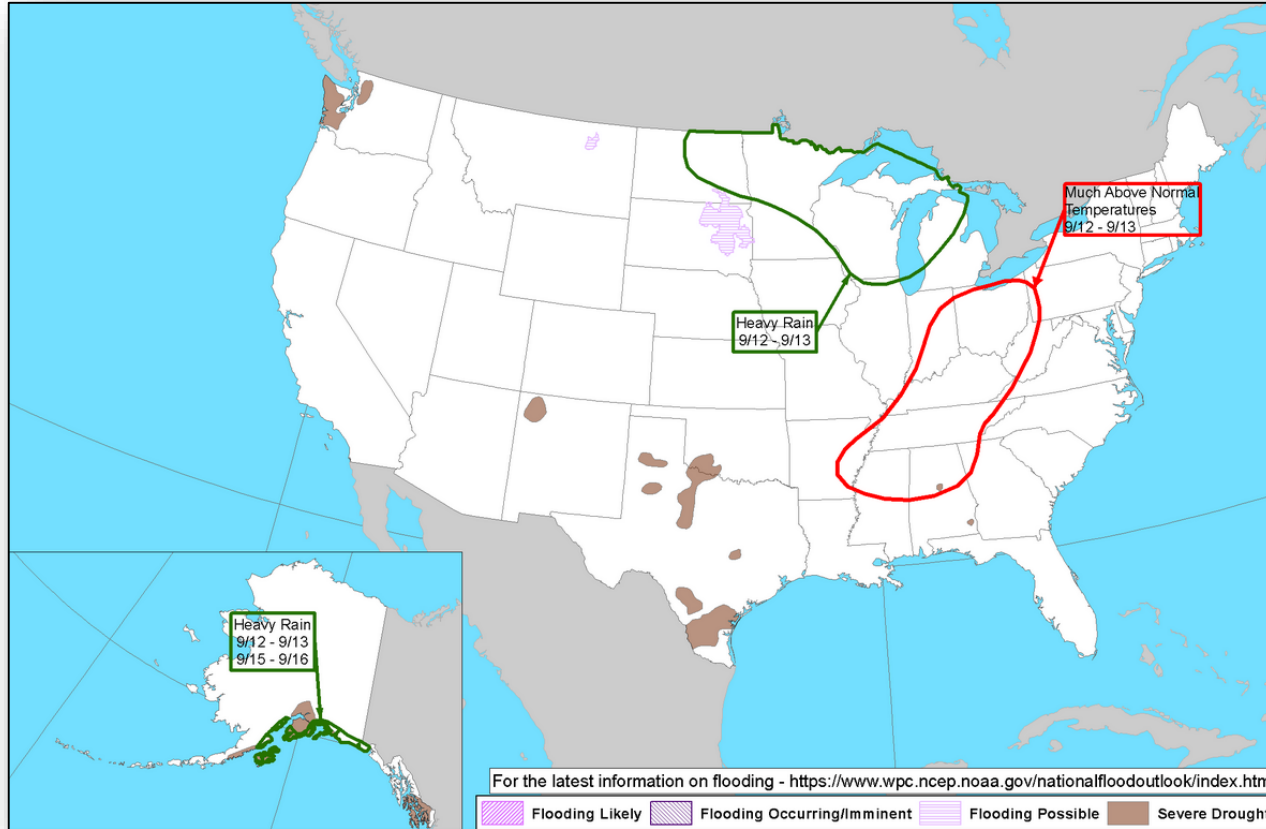 Much Above Normal
Temperatures
9/12 - 9/13
Heavy Rain
9/12 - 9/13
Heavy Rain
9/12 - 9/13
9/15 - 9/16
For the latest information on flooding - https://www.wpc.ncep.noaa.gov/nationalfloodoutlook/index.htm
Flooding Likely Flooding Occurring/Imminent Flooding Possible Severe Drought